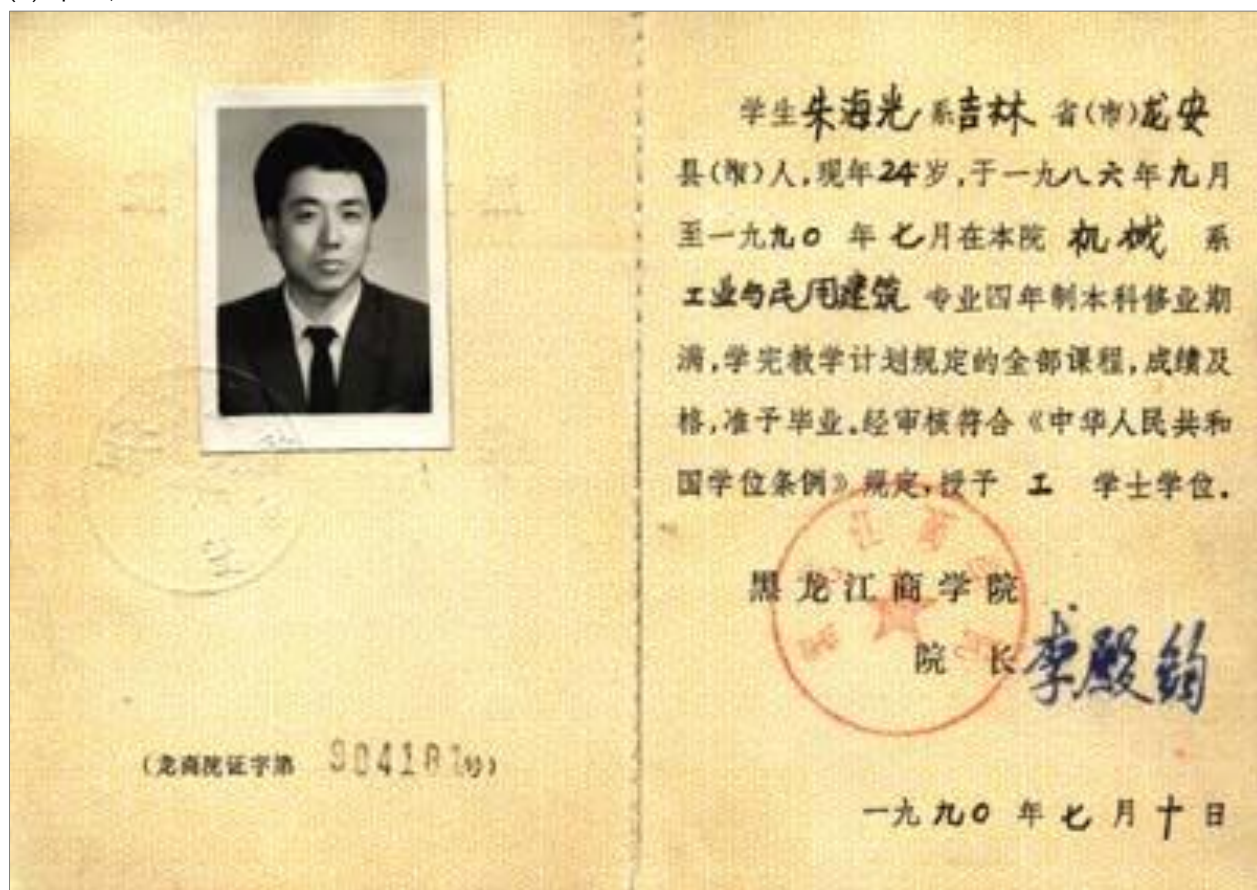 学生朱海光系吉林 省(市)龙安
县(市)人,现年24岁,于一九八六年九月
至一九九0 年七月在本院 机械 系
工业与民用建筑 专业四年制本科修业期
满,学完教学计划规定的全部课程,成绩及
格,准予毕业.经审核符合《中华人民共和
国学位条例》规定,授予 工 学士学位.
黑龙江商学院
院 长 李殿钧
(龙商院证字第 号)
一九九0 年七月十日